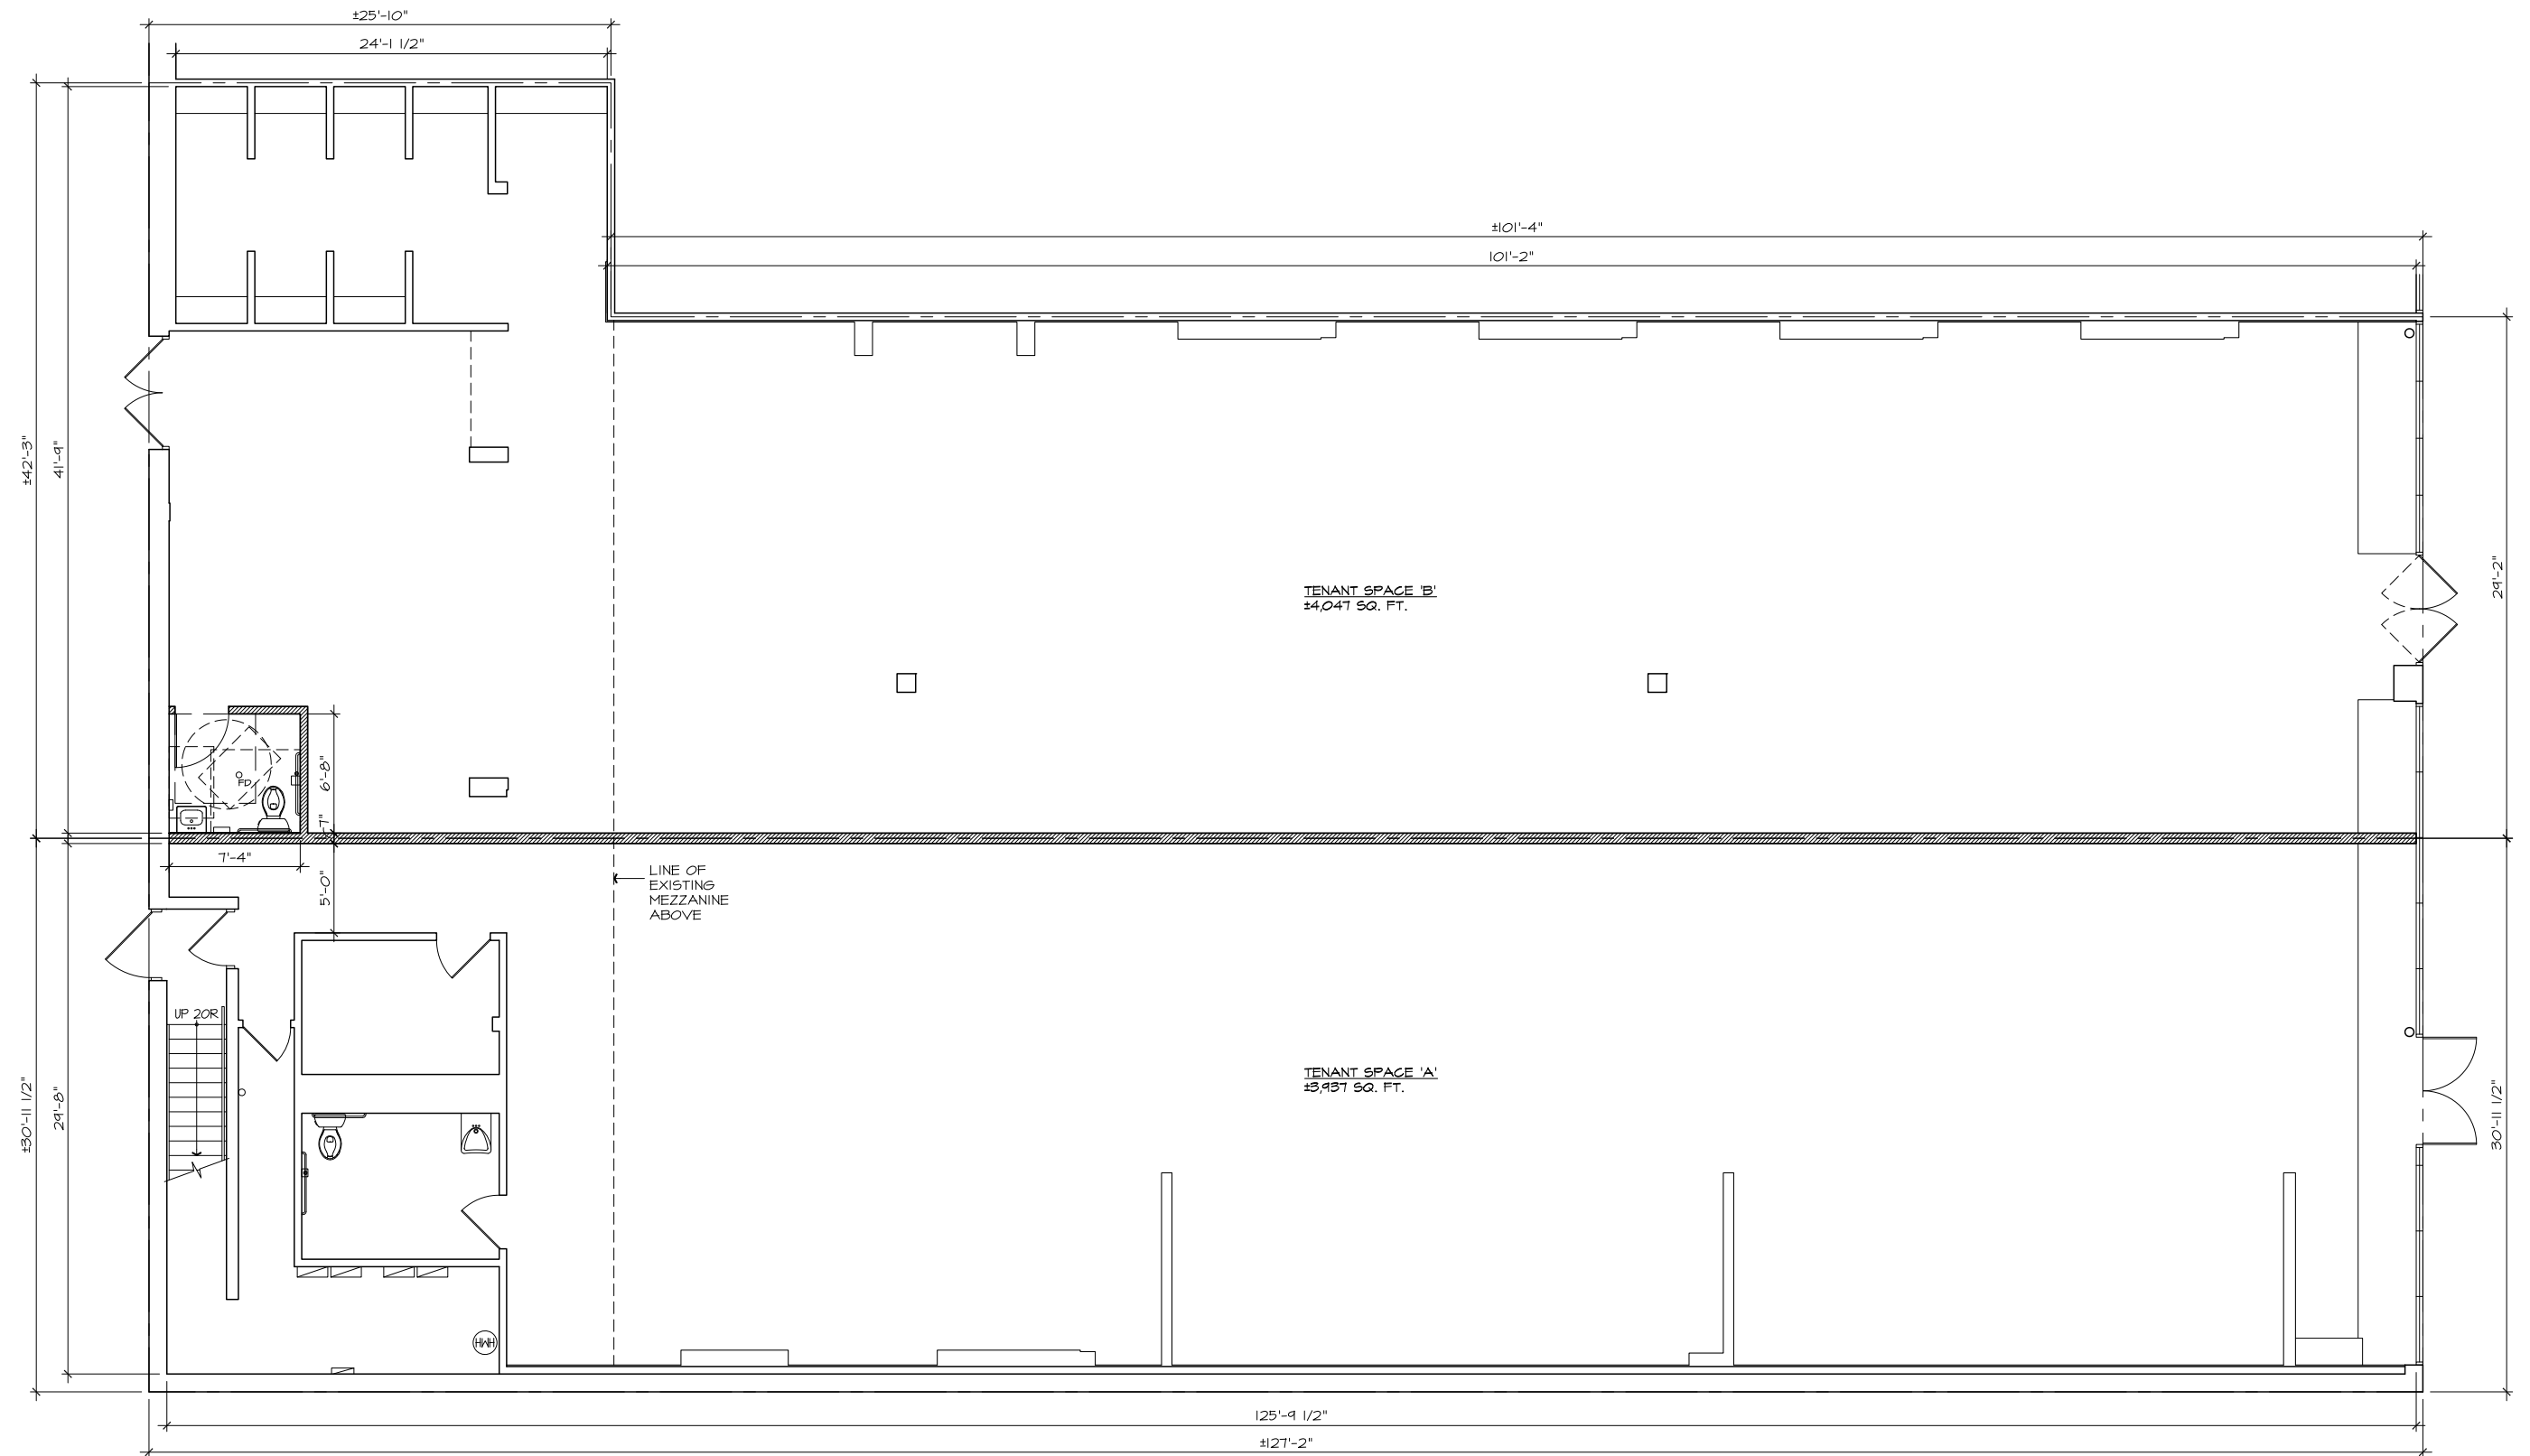 ±25'-10"
24'-1 1/2"
±101'-4"
101'-2"
±42'-3"
41'-9"
29'-2"
TENANT SPACE 'B'
±4,047 SQ. FT.
6'-8"
FD
7"
7'-4"
5'-0"
LINE OF
EXISTING
MEZZANINE
ABOVE
UP 20R
TENANT SPACE 'A'
±3,937 SQ. FT.
±30'-11 1/2"
29'-8"
30'-11 1/2"
HWH
125'-9 1/2"
±127'-2"